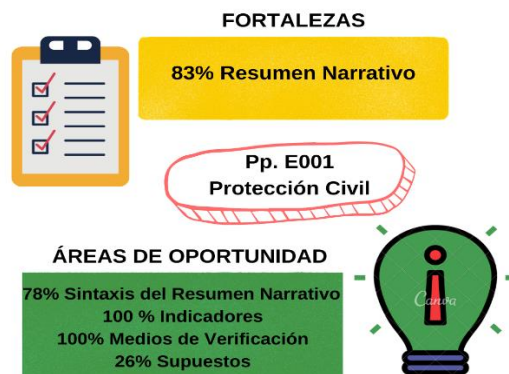 FORTALEZAS
83% Resumen Narrativo
Pp. E001
Protección Civil
ÁREAS DE OPORTUNIDAD
78% Sintaxis del Resumen Narrativo
100 % Indicadores
100% Medios de Verificación
26% Supuestos
Canva